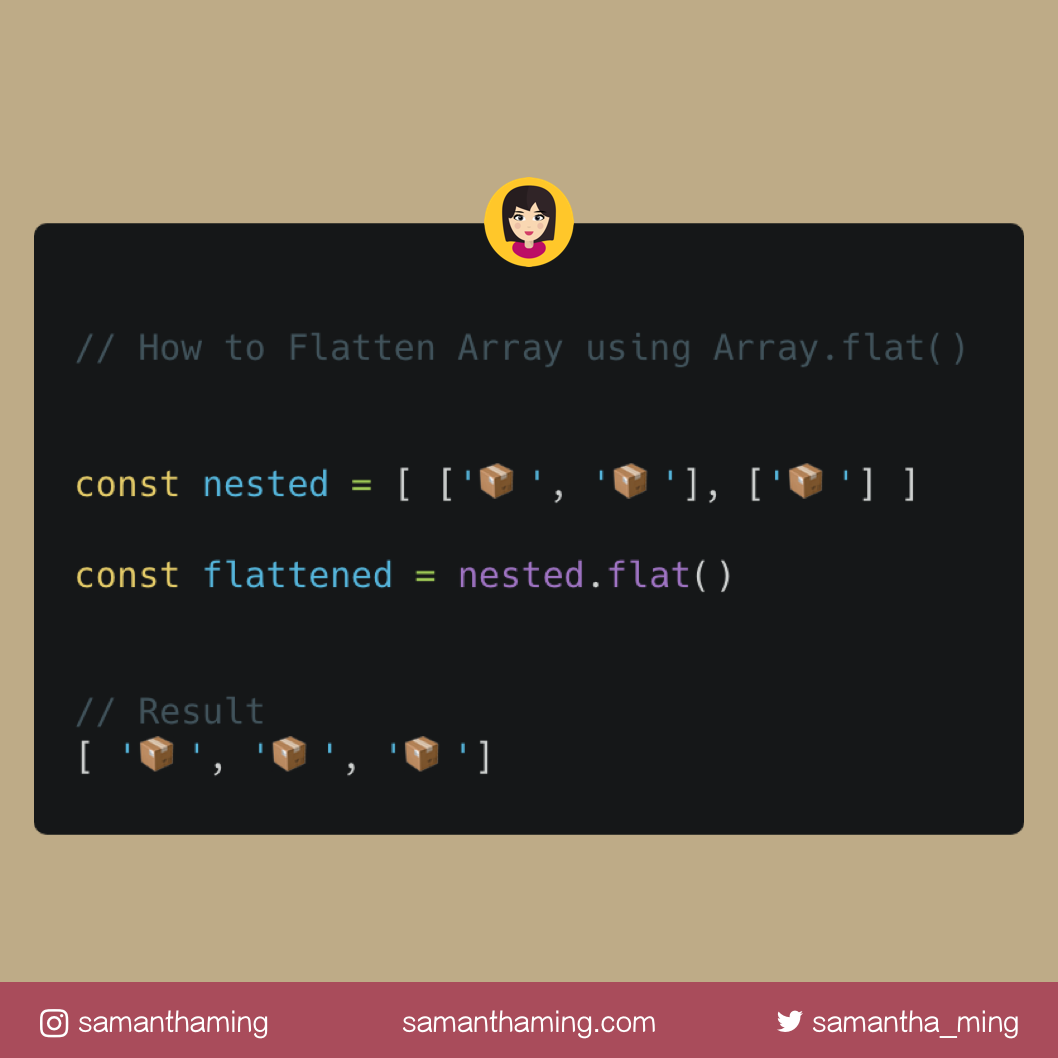 // How to Flatten Array using Array.flat()
const nested = [ ['📦 ', '📦 '], ['📦 '] ]
const flattened = nested.flat()
// Result
[ '📦 ', '📦 ', '📦 ']
samanthaming
samanthaming.com
samantha_ming